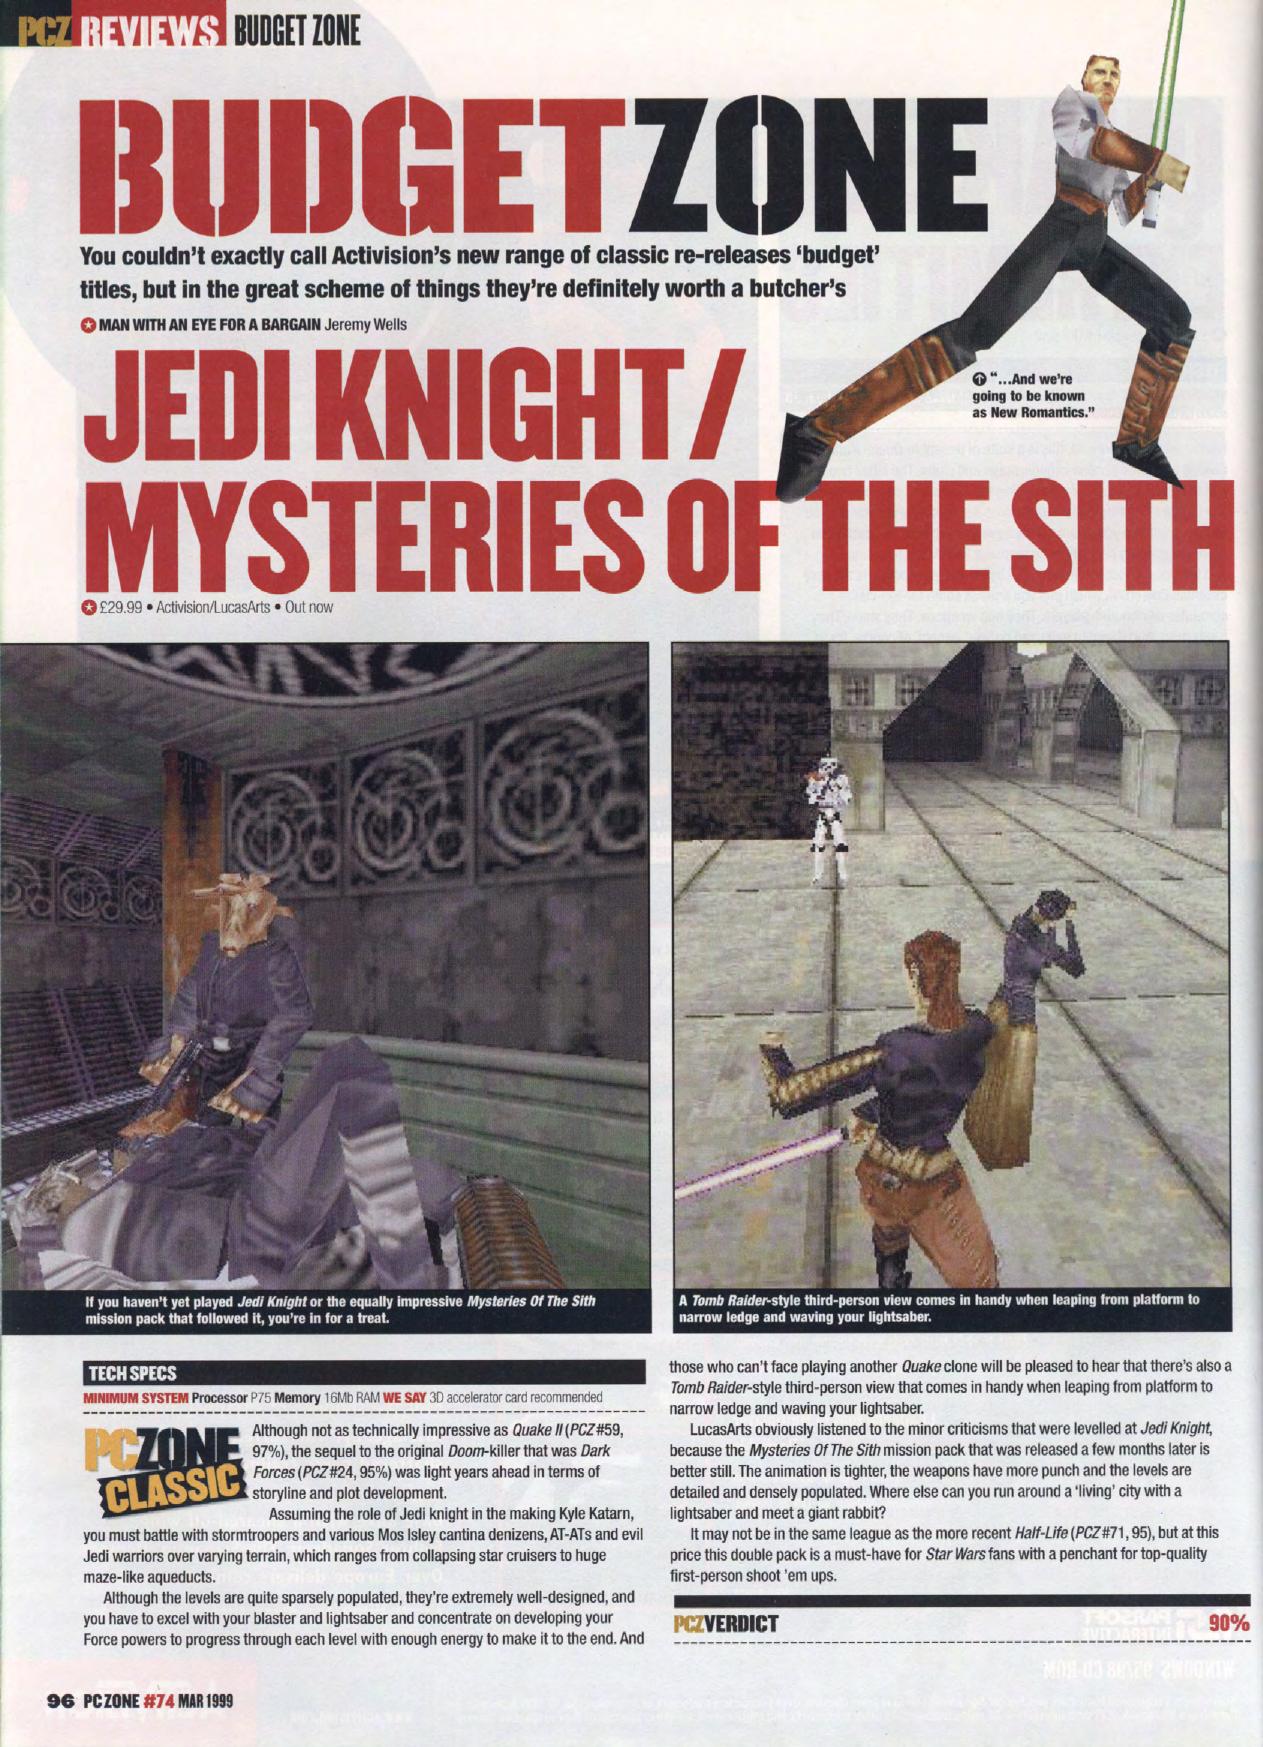 PCZ REVIEWS BUDGET ZONE
BUDGETZONE
You couldn't exactly call Activision's new range of classic re-releases 'budget'
titles, but in the great scheme of things they're definitely worth a butcher's
MAN WITH AN EYE FOR A BARGAIN Jeremy Wells
JEDI KNIGHT/
MYSTERIES OF THE SITH
£29.99 • Activision/LucasArts • Out now
"...And we're
going to be known
as New Romantics."
If you haven't yet played Jedi Knight or the equally impressive Mysteries Of The Sith
mission pack that followed it, you're in for a treat.
A Tomb Raider-style third-person view comes in handy when leaping from platform to
narrow ledge and waving your lightsaber.
TECH SPECS
MINIMUM SYSTEM Processor P75 Memory 16Mb RAM WE SAY 3D accelerator card recommended
PCZONE
CLASSIC
Although not as technically impressive as Quake II (PCZ #59,
97%), the sequel to the original Doom-killer that was Dark
Forces (PCZ #24, 95%) was light years ahead in terms of
storyline and plot development.
Assuming the role of Jedi knight in the making Kyle Katarn,
you must battle with stormtroopers and various Mos Isley cantina denizens, AT-ATs and evil
Jedi warriors over varying terrain, which ranges from collapsing star cruisers to huge
maze-like aqueducts.
Although the levels are quite sparsely populated, they're extremely well-designed, and
you have to excel with your blaster and lightsaber and concentrate on developing your
Force powers to progress through each level with enough energy to make it to the end. And
those who can't face playing another Quake clone will be pleased to hear that there's also a
Tomb Raider-style third-person view that comes in handy when leaping from platform to
narrow ledge and waving your lightsaber.
LucasArts obviously listened to the minor criticisms that were levelled at Jedi Knight,
because the Mysteries Of The Sith mission pack that was released a few months later is
better still. The animation is tighter, the weapons have more punch and the levels are
detailed and densely populated. Where else can you run around a 'living' city with a
lightsaber and meet a giant rabbit?
It may not be in the same league as the more recent Half-Life (PCZ #71, 95), but at this
price this double pack is a must-have for Star Wars fans with a penchant for top-quality
first-person shoot 'em ups.
PCZVERDICT 90%
96 PCZONE #74 MAR 1999